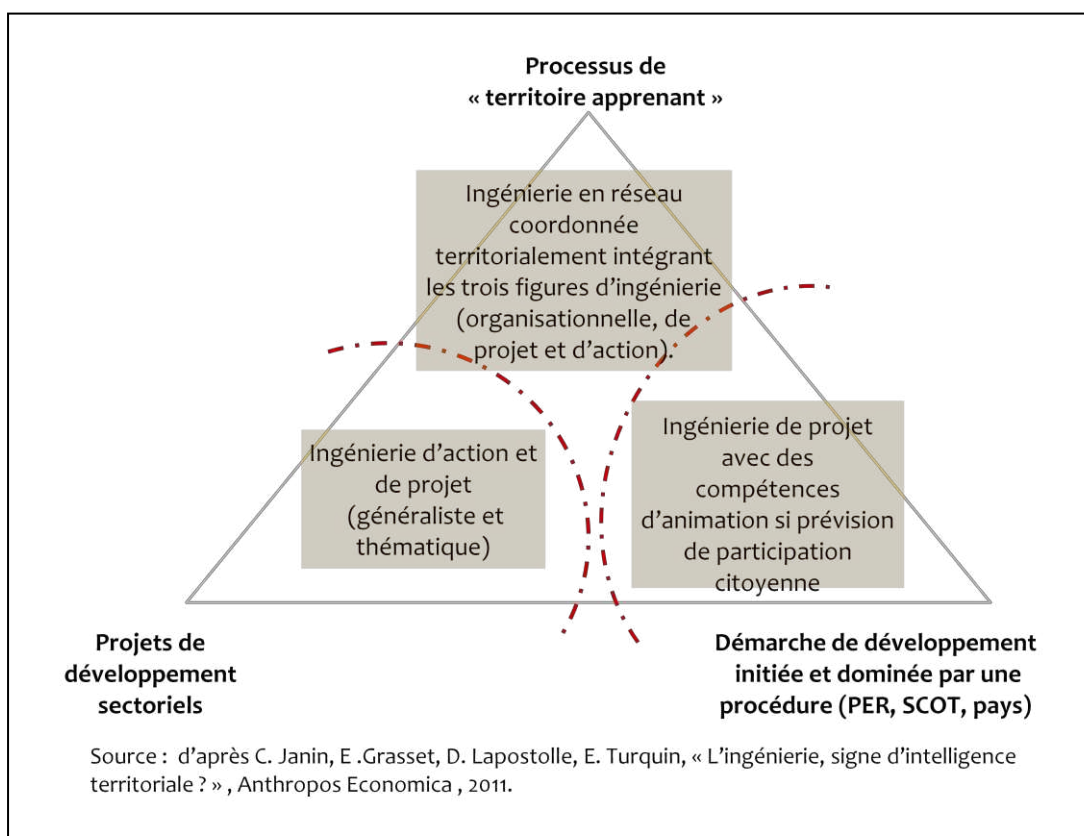 Processus de
« territoire apprenant »
Ingénierie en réseau
coordonnée
territorialement intégrant
les trois figures d'ingénierie
(organisationnelle, de
projet et d'action).
Ingénierie d'action et
de projet
(généraliste et
thématique)
Ingénierie de projet
avec des
compétences
d'animation si prévision
de participation
citoyenne
Projets de
développement
sectoriels
Démarche de développement
initiée et dominée par une
procédure (PER, SCOT, pays)
Source : d'après C. Janin, E .Grasset, D. Lapostolle, E. Turquin, « L'ingénierie, signe d'intelligence
territoriale ? » , Anthropos Economica , 2011.